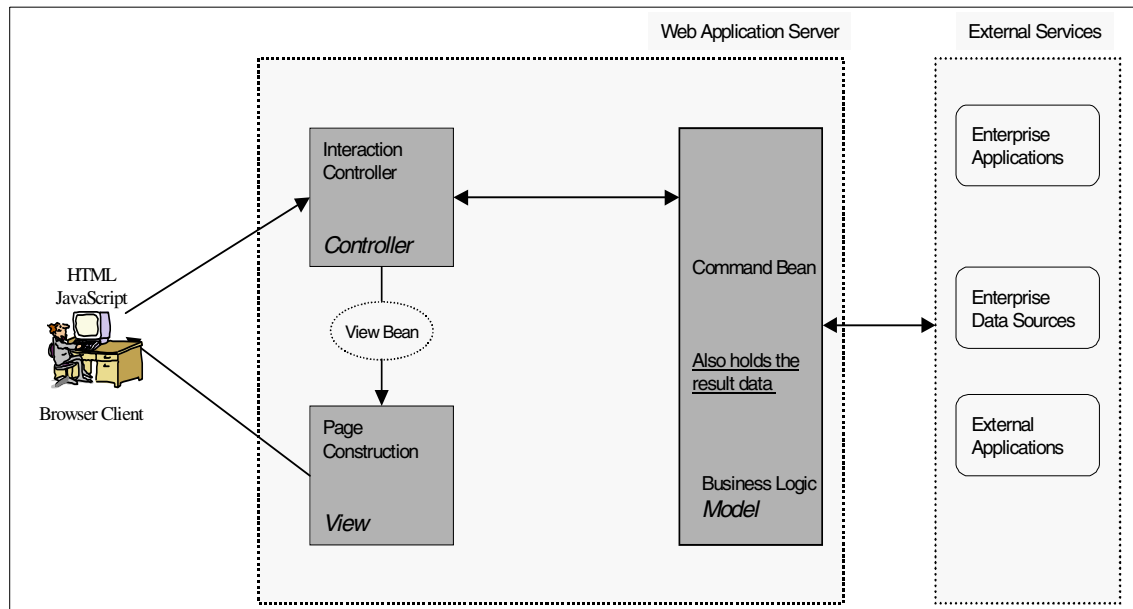 Web Application Server
External Services
Interaction
Controller
Controller
HTML
JavaScript
Browser Client
View Bean
Page
Construction
View
Command Bean
Also holds the
result data
Business Logic
Model
Enterprise
Applications
Enterprise
Data Sources
External
Applications